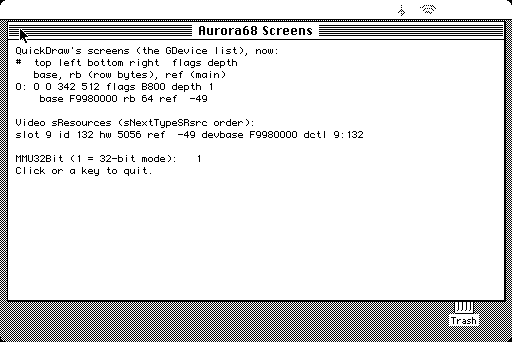 Aurora68 Screens
QuickDraw's screens (the GDevice list), now:
#  top left bottom right  flags depth
base, rb (row bytes), ref (main)
0: 0 0 342 512 flags B800 depth 1
base F9980000 rb 64 ref  -49
Video sResources (sNextTypeSRsrc order):
slot 9 id 132 hw 5056 ref  -49 devbase F9980000 dctl 9:132
MMU32Bit (1 = 32-bit mode):   1
Click or a key to quit.
Trash